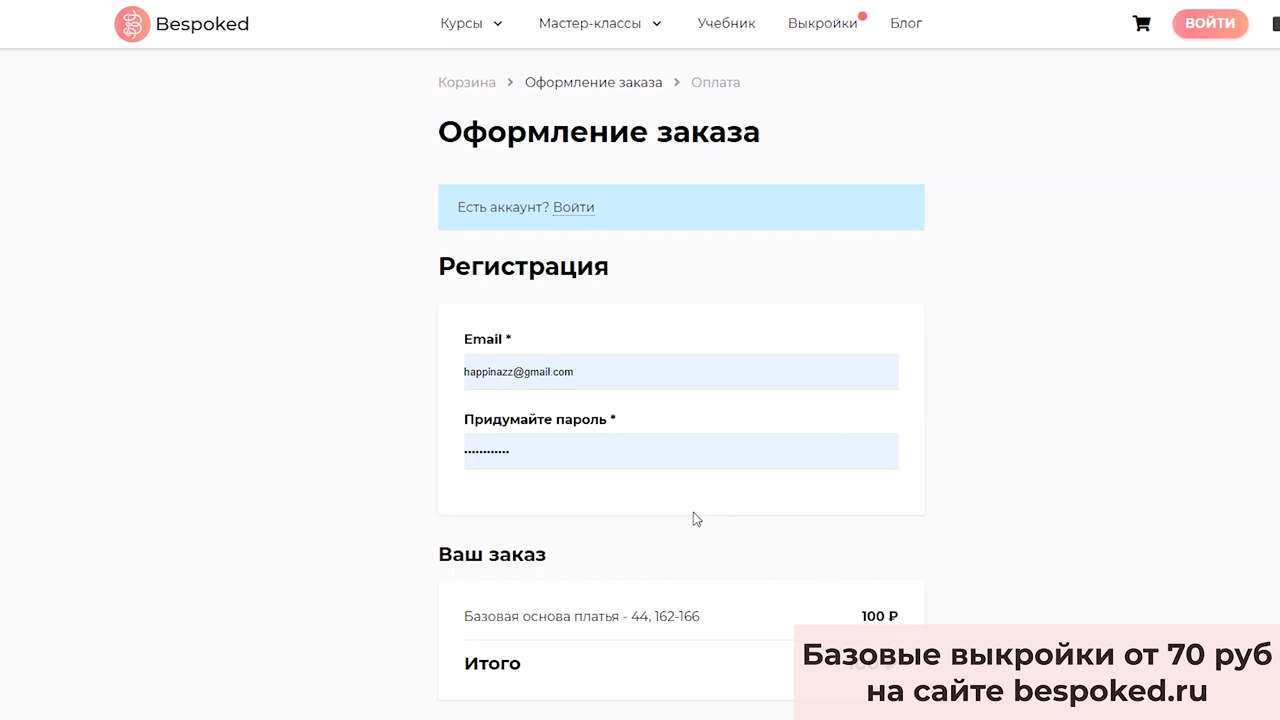 Bespoked
Курсы
Мастер-классы
Учебник
Выкройки
Блог
ВОЙТИ
Корзина > Оформление заказа > Оплата
Оформление заказа
Есть аккаунт? Войти
Регистрация
Email *
happinazz@gmail.com
Придумайте пароль *
••••••••••••
Ваш заказ
Базовая основа платья - 44, 162-166 100 ₽
Итого
Базовые выкройки от 70 руб
на сайте bespoked.ru